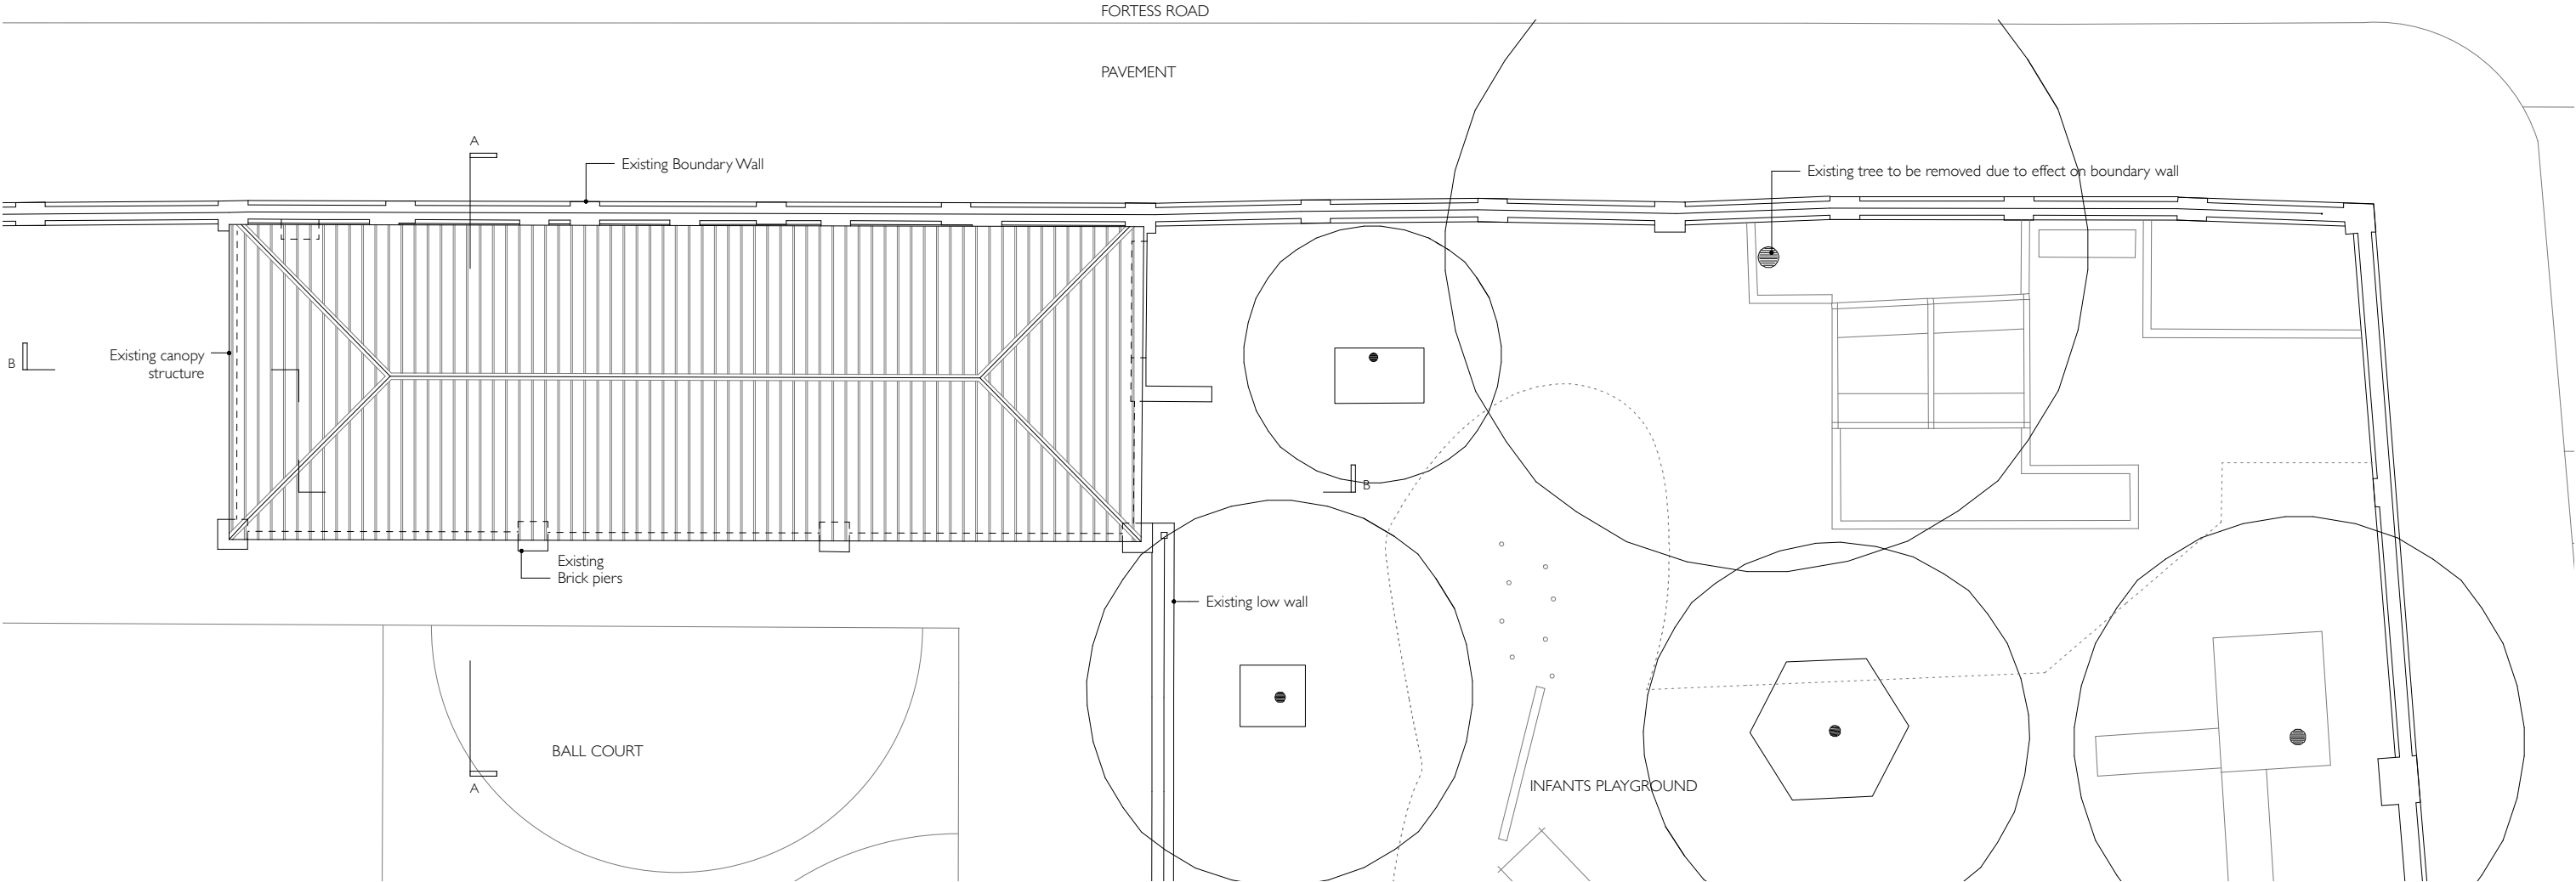 FORTESS ROAD
PAVEMENT
A
Existing Boundary Wall
Existing tree to be removed due to effect on boundary wall
B
Existing canopy
structure
B
Existing
Brick piers
Existing low wall
BALL COURT
A
INFANTS PLAYGROUND